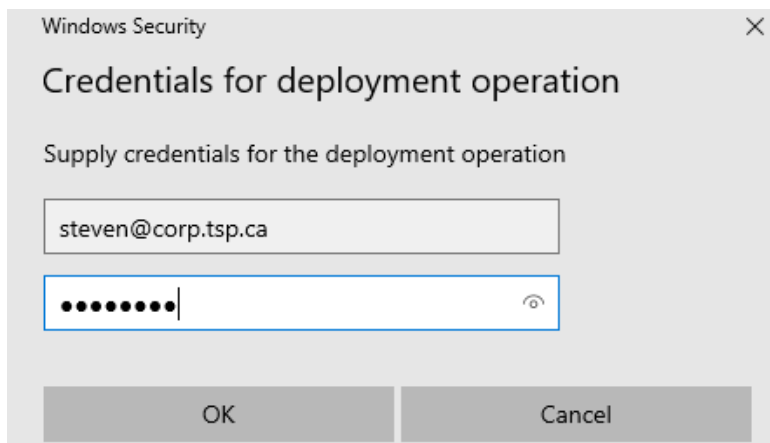 Windows Security
Credentials for deployment operation
Supply credentials for the deployment operation
steven@corp.tsp.ca
●●●●●●●●
OK Cancel